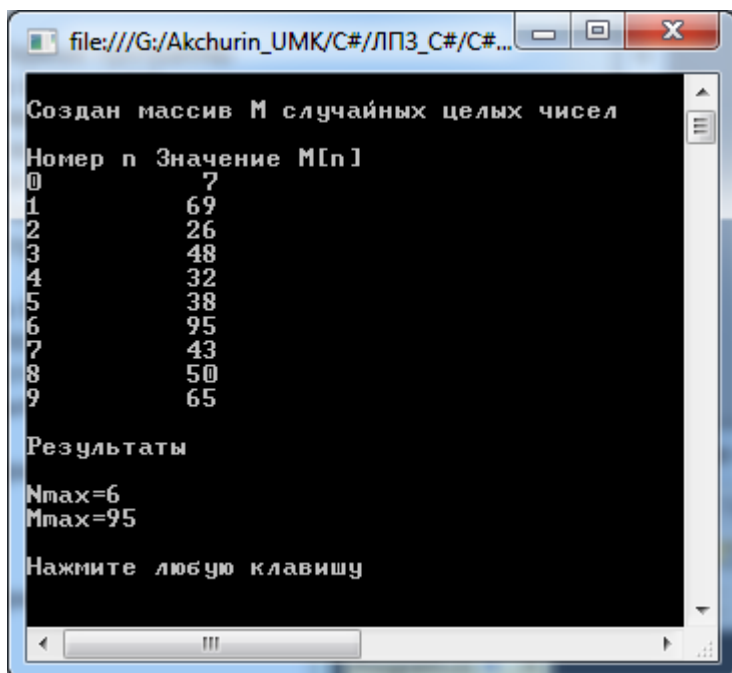 file:///G:/Akchurin_UMK/C#/ЛПЗ_C#/C#...
Создан массив M случайных целых чисел
Номер n Значение M[n]
0 7
1 69
2 26
3 48
4 32
5 38
6 95
7 43
8 50
9 65
Результаты
Nmax=6
Mmax=95
Нажмите любую клавишу